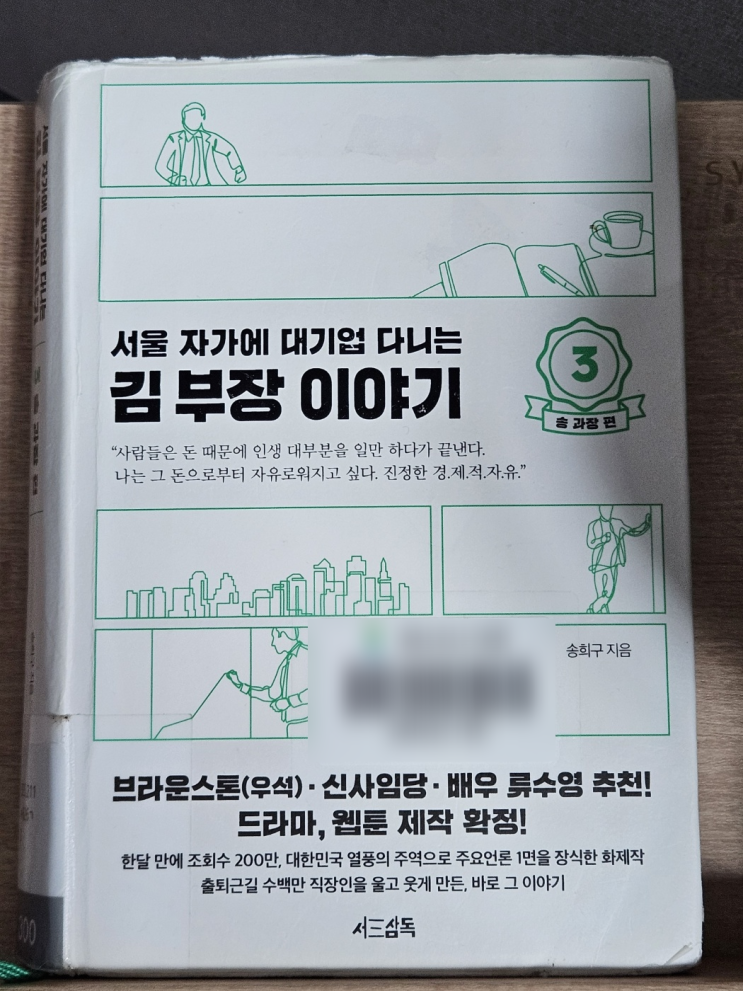 서울 자가에 대기업 다니는
김 부장 이야기
3
송 과장 편
“사람들은 돈 때문에 인생 대부분을 일만 하다가 끝낸다.
나는 그 돈으로부터 자유로워지고 싶다. 진정한 경.제.적.자.유.”
송희구 지음
브라운스톤(우석)·신사임당·배우 류수영 추천!
드라마, 웹툰 제작 확정!
한달 만에 조회수 200만, 대한민국 열풍의 주역으로 주요언론 1면을 장식한 화제작
출퇴근길 수백만 직장인을 울고 웃게 만든, 바로 그 이야기
서삼독